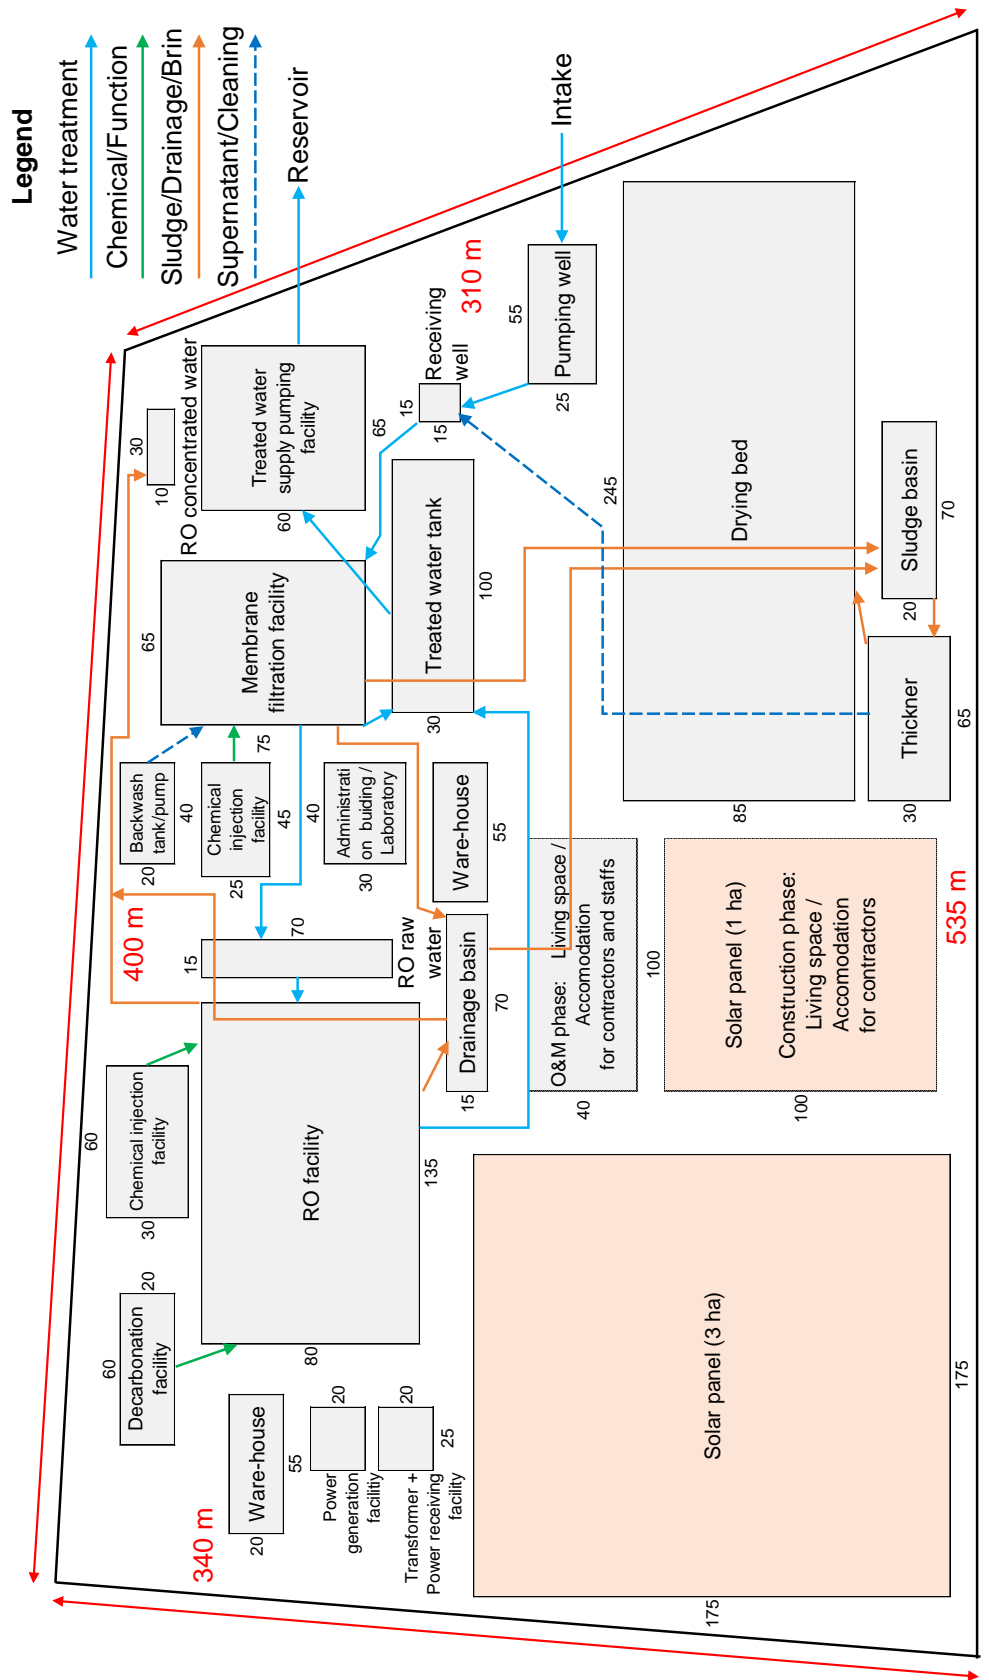 Legend
Water treatment
Chemical/Function
Sludge/Drainage/Brin
Supernatant/Cleaning
Reservoir
Intake
400 m
310 m
340 m
535 m
Decarbonation
facility
60
20
Chemical injection
facility
60
30
RO facility
80
135
Ware-house
20
55
Power
generation
facilitiy
20
Transformer +
Power receiving
facility
20
25
15
70
RO raw
water
Backwash
tank/pump
20
40
Chemical
injection
facility
25
45
Administrati
on buiding /
Laboratory
30
40
Ware-house
55
Drainage basin
15
70
Membrane
filtration facility
65
75
30
10
RO concentrated water
Treated water
supply pumping
facility
60
65
Treated water tank
30
100
Receiving
well
15
15
Pumping well
55
25
Drying bed
245
85
Sludge basin
20
70
Thickner
30
65
O&M phase: Living space /
Accomodation
for contractors and staffs
40
100
Solar panel (1 ha)
Construction phase:
Living space /
Accomodation
for contractors
100
Solar panel (3 ha)
175
175